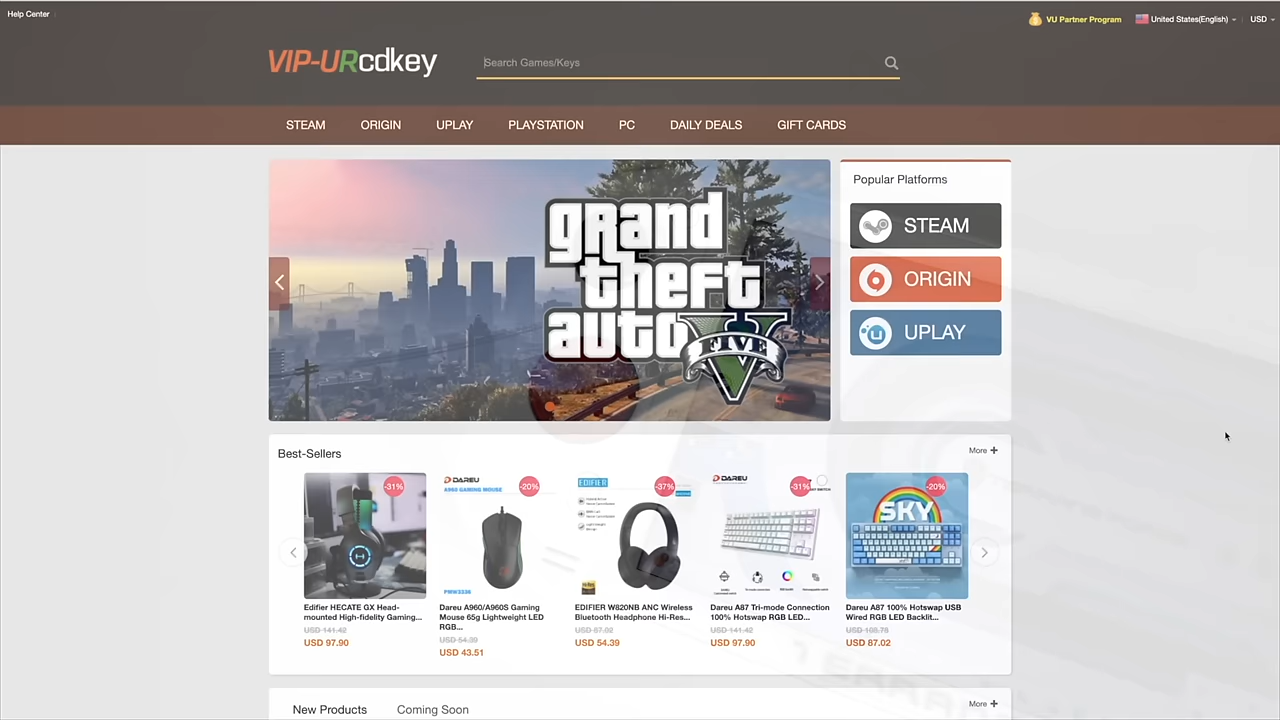 Help Center
VU Partner Program
United States(English)
USD
VIP-URcdkey
Search Games/Keys
STEAM
ORIGIN
UPLAY
PLAYSTATION
PC
DAILY DEALS
GIFT CARDS
grand
theft
auto
V
FIVE
Popular Platforms
STEAM
ORIGIN
UPLAY
Best-Sellers
More +
-31%
Edifier HECATE GX Head-
mounted High-fidelity Gaming...
USD 141.42
USD 97.90
DAREU
A960 GAMING MOUSE
-20%
PMW3336
Dareu A960/A960S Gaming
Mouse 65g Lightweight LED
RGB...
USD 54.39
USD 43.51
EDIFIER
-37%
EDIFIER W820NB ANC Wireless
Bluetooth Headphone Hi-Res...
USD 87.02
USD 54.39
DAREU
-31%
Dareu A87 Tri-mode Connection
100% Hotswap RGB LED...
USD 141.42
USD 97.90
SKY
-20%
Dareu A87 100% Hotswap USB
Wired RGB LED Backlit...
USD 108.78
USD 87.02
New Products
Coming Soon
More +